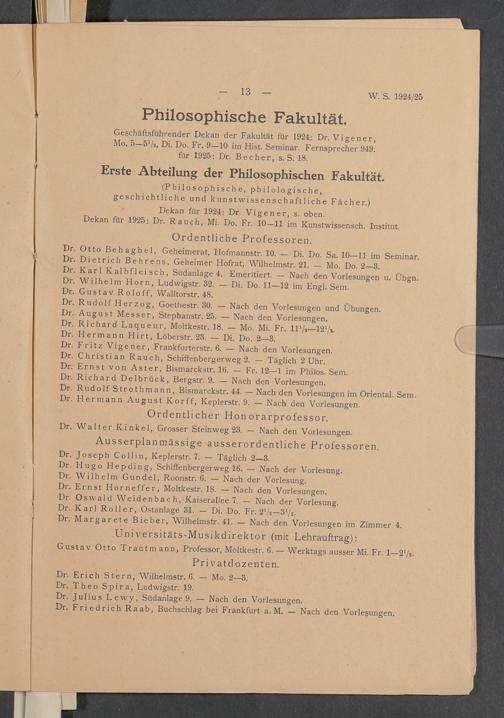 — 13 —
W. S. 1924/25
Philosophische Fakultät.
Geschäftsführender Dekan der Fakultät für 1924: Dr. Vigener,
Mo. 5—5¹/₂, Di. Do. Fr. 9—10 im Hist. Seminar. Fernsprecher 949.
für 1925: Dr. Becher, s. S. 18.
Erste Abteilung der Philosophischen Fakultät.
(Philosophische, philologische,
geschichtliche und kunstwissenschaftliche Fächer.)
Dekan für 1924: Dr. Vigener, s. oben.
Dekan für 1925: Dr. Rauch, Mi. Do. Fr. 10—11 im Kunstwissensch. Institut.
Ordentliche Professoren.
Dr. Otto Behaghel, Geheimerat, Hofmannstr. 10. — Di. Do. Sa. 10—11 im Seminar.
Dr. Dietrich Behrens, Geheimer Hofrat, Wilhelmstr. 21. — Mo. Do. 2—3.
Dr. Karl Kalbfleisch, Südanlage 4, Emeritiert. — Nach den Vorlesungen u. Übgn.
Dr. Wilhelm Horn, Ludwigstr. 32. — Di. Do. 11—12 im Engl. Sem.
Dr. Gustav Roloff, Walltorstr. 48.
Dr. Rudolf Herzog, Goethestr. 30. — Nach den Vorlesungen und Übungen.
Dr. August Messer, Stephanstr. 25. — Nach den Vorlesungen.
Dr. Richard Laqueur, Moltkestr. 18. — Mo. Mi. Fr. 11¹/₂—12¹/₂.
Dr. Hermann Hirt, Löberstr. 23. — Di. Do. 2—3.
Dr. Fritz Vigener, Frankfurterstr. 6. — Nach den Vorlesungen.
Dr. Christian Rauch, Schiffenbergerweg 2. — Täglich 2 Uhr.
Dr. Ernst von Aster, Bismarckstr. 16. — Fr. 12—1 im Philos. Sem.
Dr. Richard Delbrück, Bergstr. 9. — Nach den Vorlesungen.
Dr. Rudolf Strothmann, Bismarckstr. 44. — Nach den Vorlesungen im Oriental. Sem.
Dr. Hermann August Korff, Keplerstr. 9. — Nach den Vorlesungen.
Ordentlicher Honorarprofessor.
Dr. Walter Kinkel, Grosser Steinweg 23. — Nach den Vorlesungen.
Ausserplanmässige ausserordentliche Professoren.
Dr. Joseph Collin, Keplerstr. 7. — Täglich 2—3.
Dr. Hugo Hepding, Schiffenbergerweg 16. — Nach der Vorlesung.
Dr. Wilhelm Gundel, Roonstr. 6. — Nach der Vorlesung.
Dr. Ernst Horneffer, Moltkestr. 18. — Nach den Vorlesungen.
Dr. Oswald Weidenbach, Kaiserallee 7. — Nach der Vorlesung.
Dr. Karl Roller, Ostanlage 31. — Di. Do. Fr. 2¹/₂—3¹/₂.
Dr. Margarete Bieber, Wilhelmstr. 41. — Nach den Vorlesungen im Zimmer 4.
Universitäts-Musikdirektor (mit Lehrauftrag):
Gustav Otto Trautmann, Professor, Moltkestr. 6. — Werktags ausser Mi. Fr. 1—2¹/₂.
Privatdozenten.
Dr. Erich Stern, Wilhelmstr. 6. — Mo. 2—3.
Dr. Theo Spira, Ludwigstr. 19.
Dr. Julius Lewy, Südanlage 9. — Nach den Vorlesungen.
Dr. Friedrich Raab, Buchschlag bei Frankfurt a. M. — Nach den Vorlesungen.